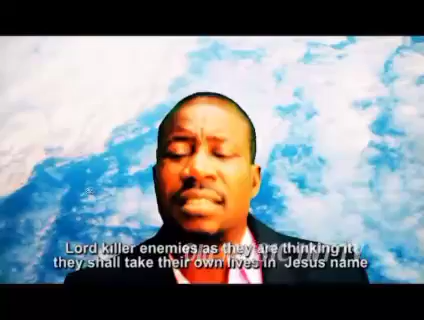 Lord killer enemies as they are thinking it
they shall take their own lives in  Jesus name